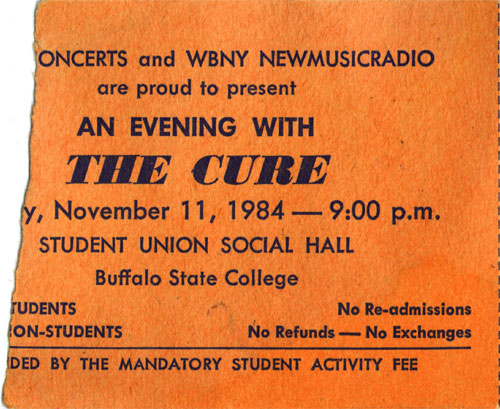 ONCERTS and WBNY NEWMUSICRADIO
are proud to present
AN EVENING WITH
THE CURE
y, November 11, 1984 — 9:00 p.m.
STUDENT UNION SOCIAL HALL
Buffalo State College
TUDENTS No Re-admissions
ON-STUDENTS No Refunds — No Exchanges
DED BY THE MANDATORY STUDENT ACTIVITY FEE